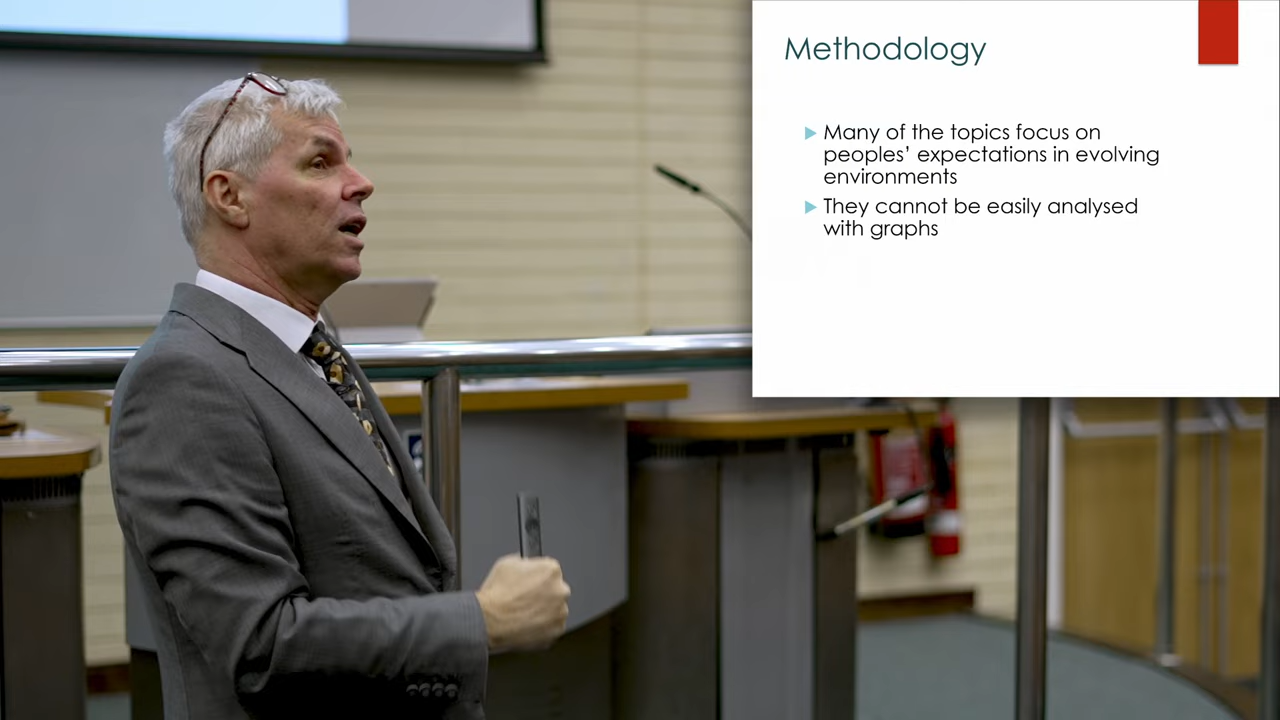 Methodology
Many of the topics focus on
peoples’ expectations in evolving
environments
They cannot be easily analysed
with graphs